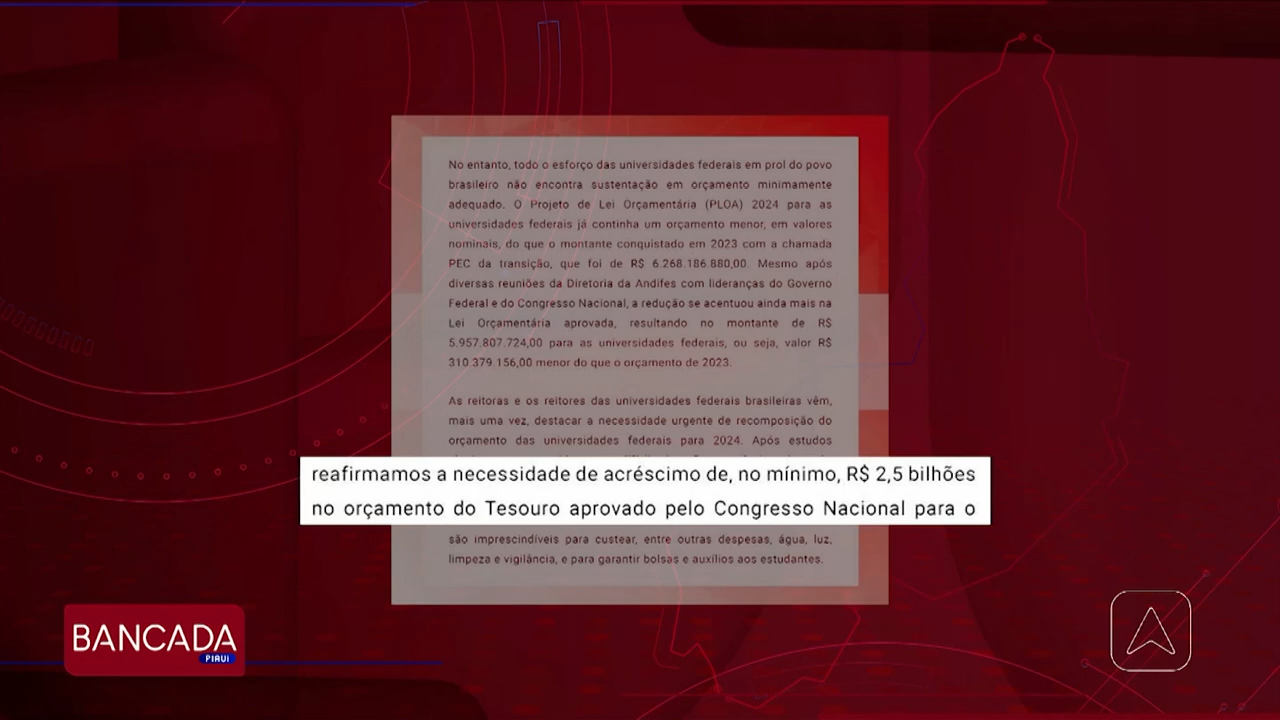 No entanto, todo o esforço das universidades federais em prol do povo
brasileiro não encontra sustentação em orçamento minimamente
adequado. O Projeto de Lei Orçamentária (PLOA) 2024 para as
universidades federais já continha um orçamento menor, em valores
nominais, do que o montante conquistado em 2023 com a chamada
PEC da transição, que foi de R$ 6.268.186.880,00. Mesmo após
diversas reuniões da Diretoria da Andifes com lideranças do Governo
Federal e do Congresso Nacional, a redução se acentuou ainda mais na
Lei Orçamentária aprovada, resultando no montante de R$
5.957.807.724,00 para as universidades federais, ou seja, valor R$
310.379.156,00 menor do que o orçamento de 2023.
As reitoras e os reitores das universidades federais brasileiras vêm,
mais uma vez, destacar a necessidade urgente de recomposição do
orçamento das universidades federais para 2024. Após estudos
reafirmamos a necessidade de acréscimo de, no mínimo, R$ 2,5 bilhões
no orçamento do Tesouro aprovado pelo Congresso Nacional para o
são imprescindíveis para custear, entre outras despesas, água, luz,
limpeza e vigilância, e para garantir bolsas e auxílios aos estudantes.
BANCADA
PIAUÍ